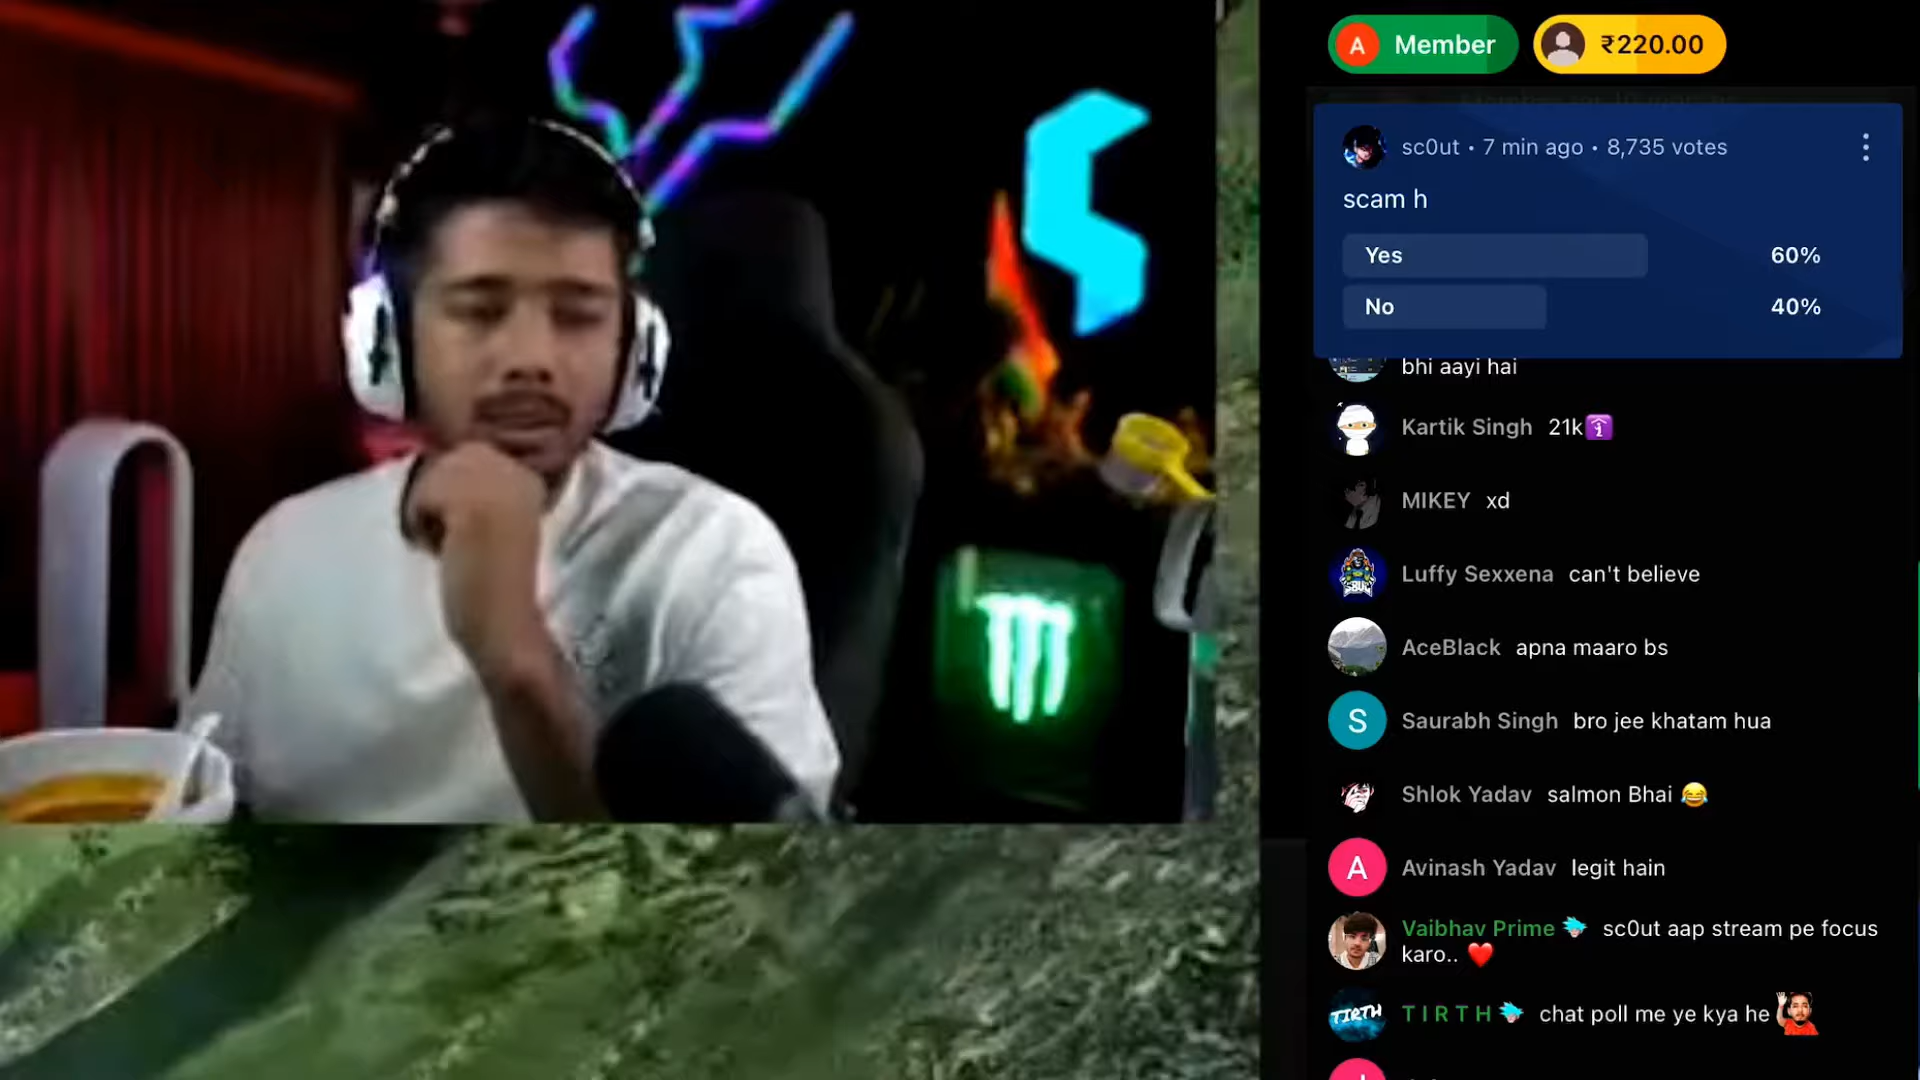 A Member
₹220.00
sc0ut • 7 min ago • 8,735 votes
scam h
Yes 60%
No 40%
bhi aayi hai
Kartik Singh 21k🛐
MIKEY xd
Luffy Sexxena can't believe
AceBlack apna maaro bs
S Saurabh Singh bro jee khatam hua
Shlok Yadav salmon Bhai 😂
A Avinash Yadav legit hain
Vaibhav Prime sc0ut aap stream pe focus
karo.. ❤️
TIRTH T I R T H chat poll me ye kya he